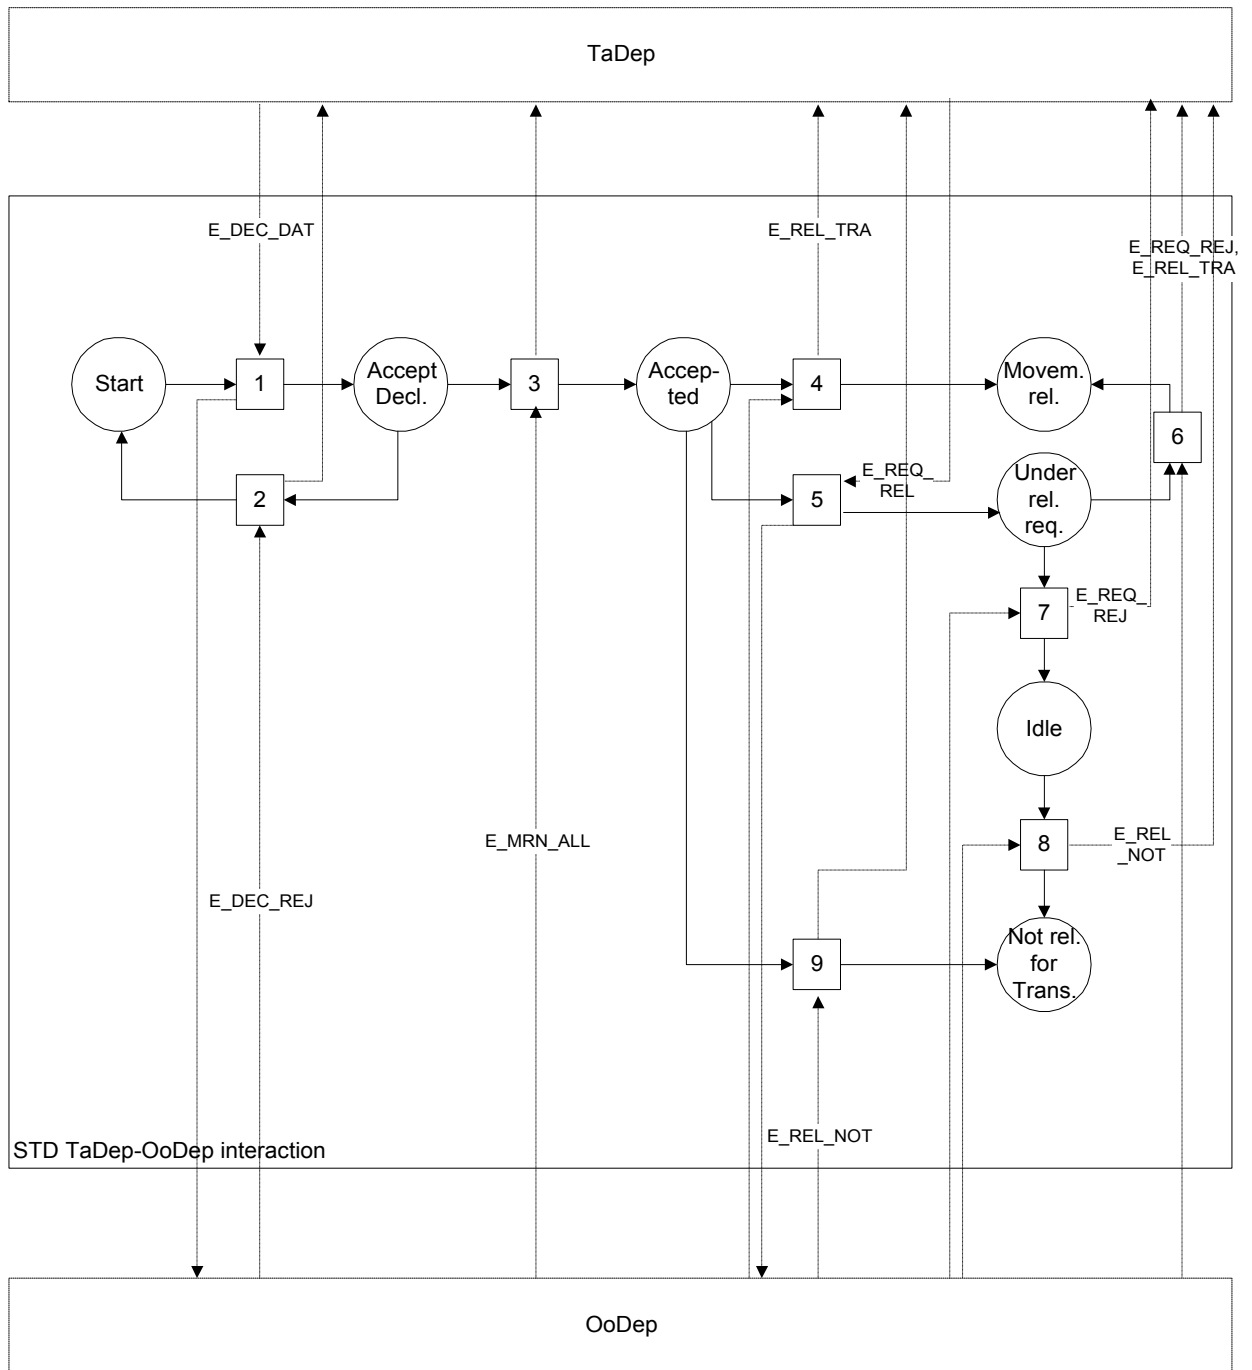 TaDep
E_DEC_DAT
E_REL_TRA
E_REQ_REJ,
E_REL_TRA
Start
1
Accept
Decl.
3
Accep-
ted
4
Movem.
rel.
6
2
5
E_REQ_
REL
Under
rel.
req.
7
E_REQ_
REJ
Idle
E_MRN_ALL
8
E_REL
_NOT
E_DEC_REJ
9
Not rel.
for
Trans.
E_REL_NOT
STD TaDep-OoDep interaction
OoDep